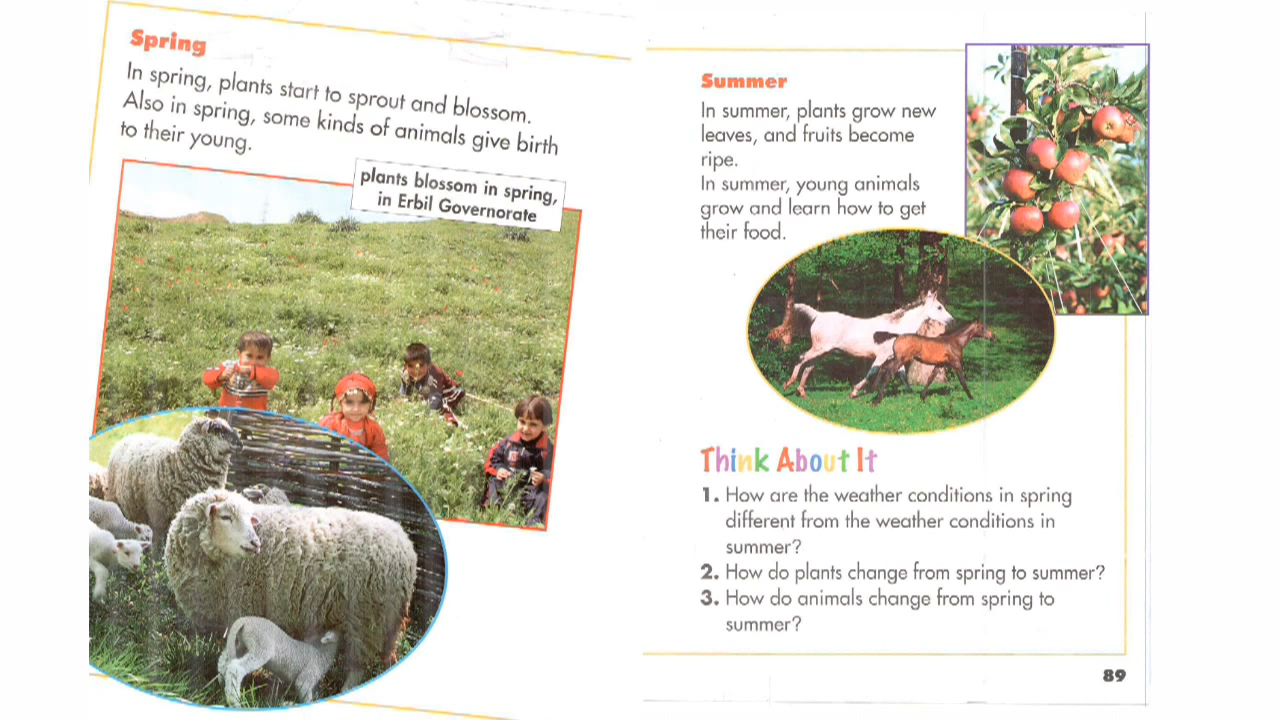 Spring
In spring, plants start to sprout and blossom.
Also in spring, some kinds of animals give birth
to their young.
plants blossom in spring,
in Erbil Governorate
Summer
In summer, plants grow new
leaves, and fruits become
ripe.
In summer, young animals
grow and learn how to get
their food.
Think About It
1. How are the weather conditions in spring
different from the weather conditions in
summer?
2. How do plants change from spring to summer?
3. How do animals change from spring to
summer?
89